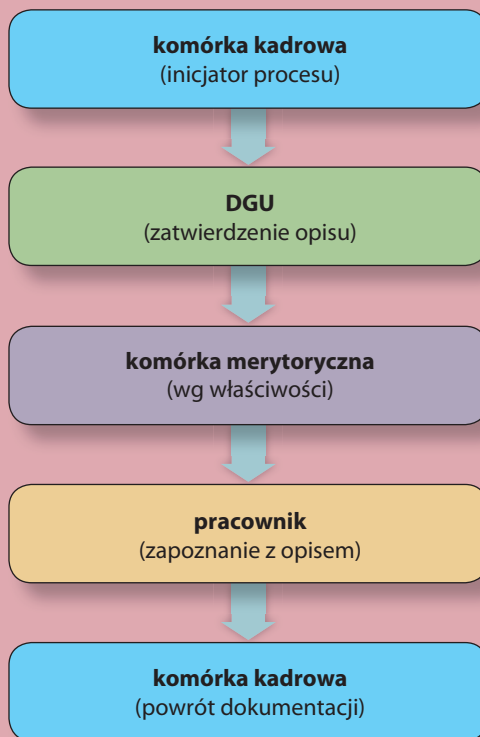 komórka kadrowa
(inicjator procesu)
DGU
(zatwierdzenie opisu)
komórka merytoryczna
(wg właściwości)
pracownik
(zapoznanie z opisem)
komórka kadrowa
(powrót dokumentacji)